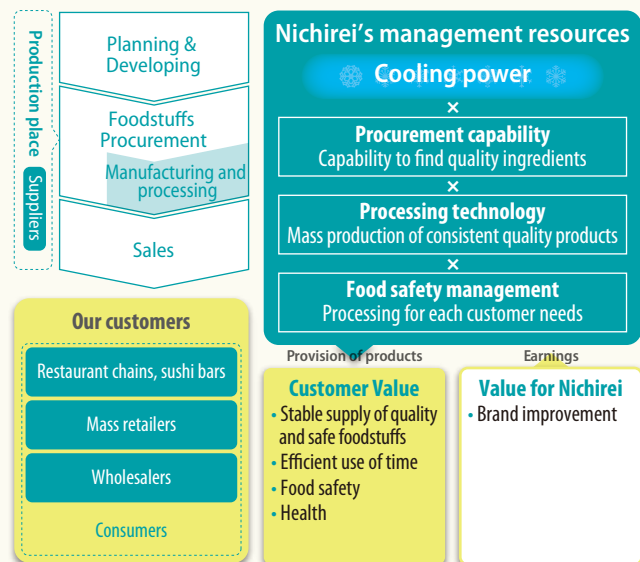 Production place
Suppliers
Planning &
Developing
Foodstuffs
Procurement
Manufacturing and
processing
Sales
Our customers
Restaurant chains, sushi bars
Mass retailers
Wholesalers
Consumers
Nichirei’s management resources
Cooling power
×
Procurement capability
Capability to find quality ingredients
×
Processing technology
Mass production of consistent quality products
×
Food safety management
Processing for each customer needs
Provision of products
Customer Value
• Stable supply of quality
and safe foodstuffs
• Efficient use of time
• Food safety
• Health
Earnings
Value for Nichirei
• Brand improvement